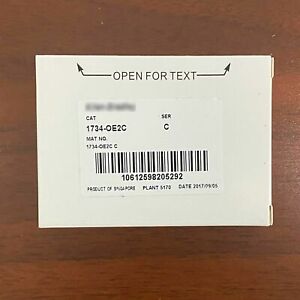 OPEN FOR TEXT
CAT SER
1734-OE2C C
MAT NO.
1734-OE2C C
10612598205292
PRODUCT OF SINGAPORE PLANT 5170 DATE 2017/09/05